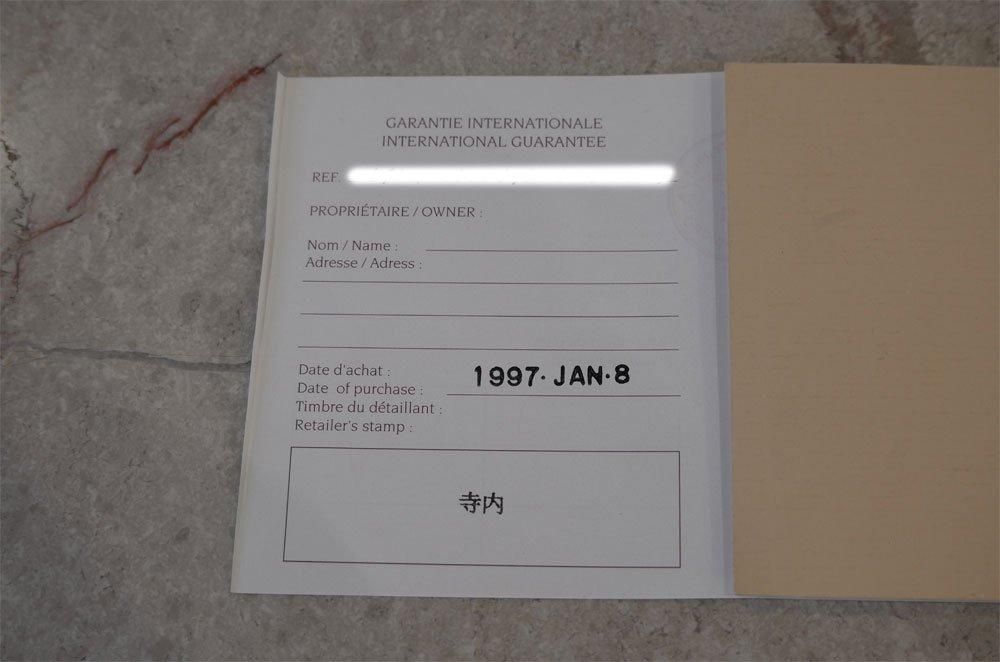 GARANTIE INTERNATIONALE
INTERNATIONAL GUARANTEE
REF.
PROPRIÉTAIRE / OWNER :
Nom / Name :
Adresse / Adress :
Date d'achat :
Date of purchase : 1997·JAN·8
Timbre du détaillant :
Retailer's stamp :
寺内